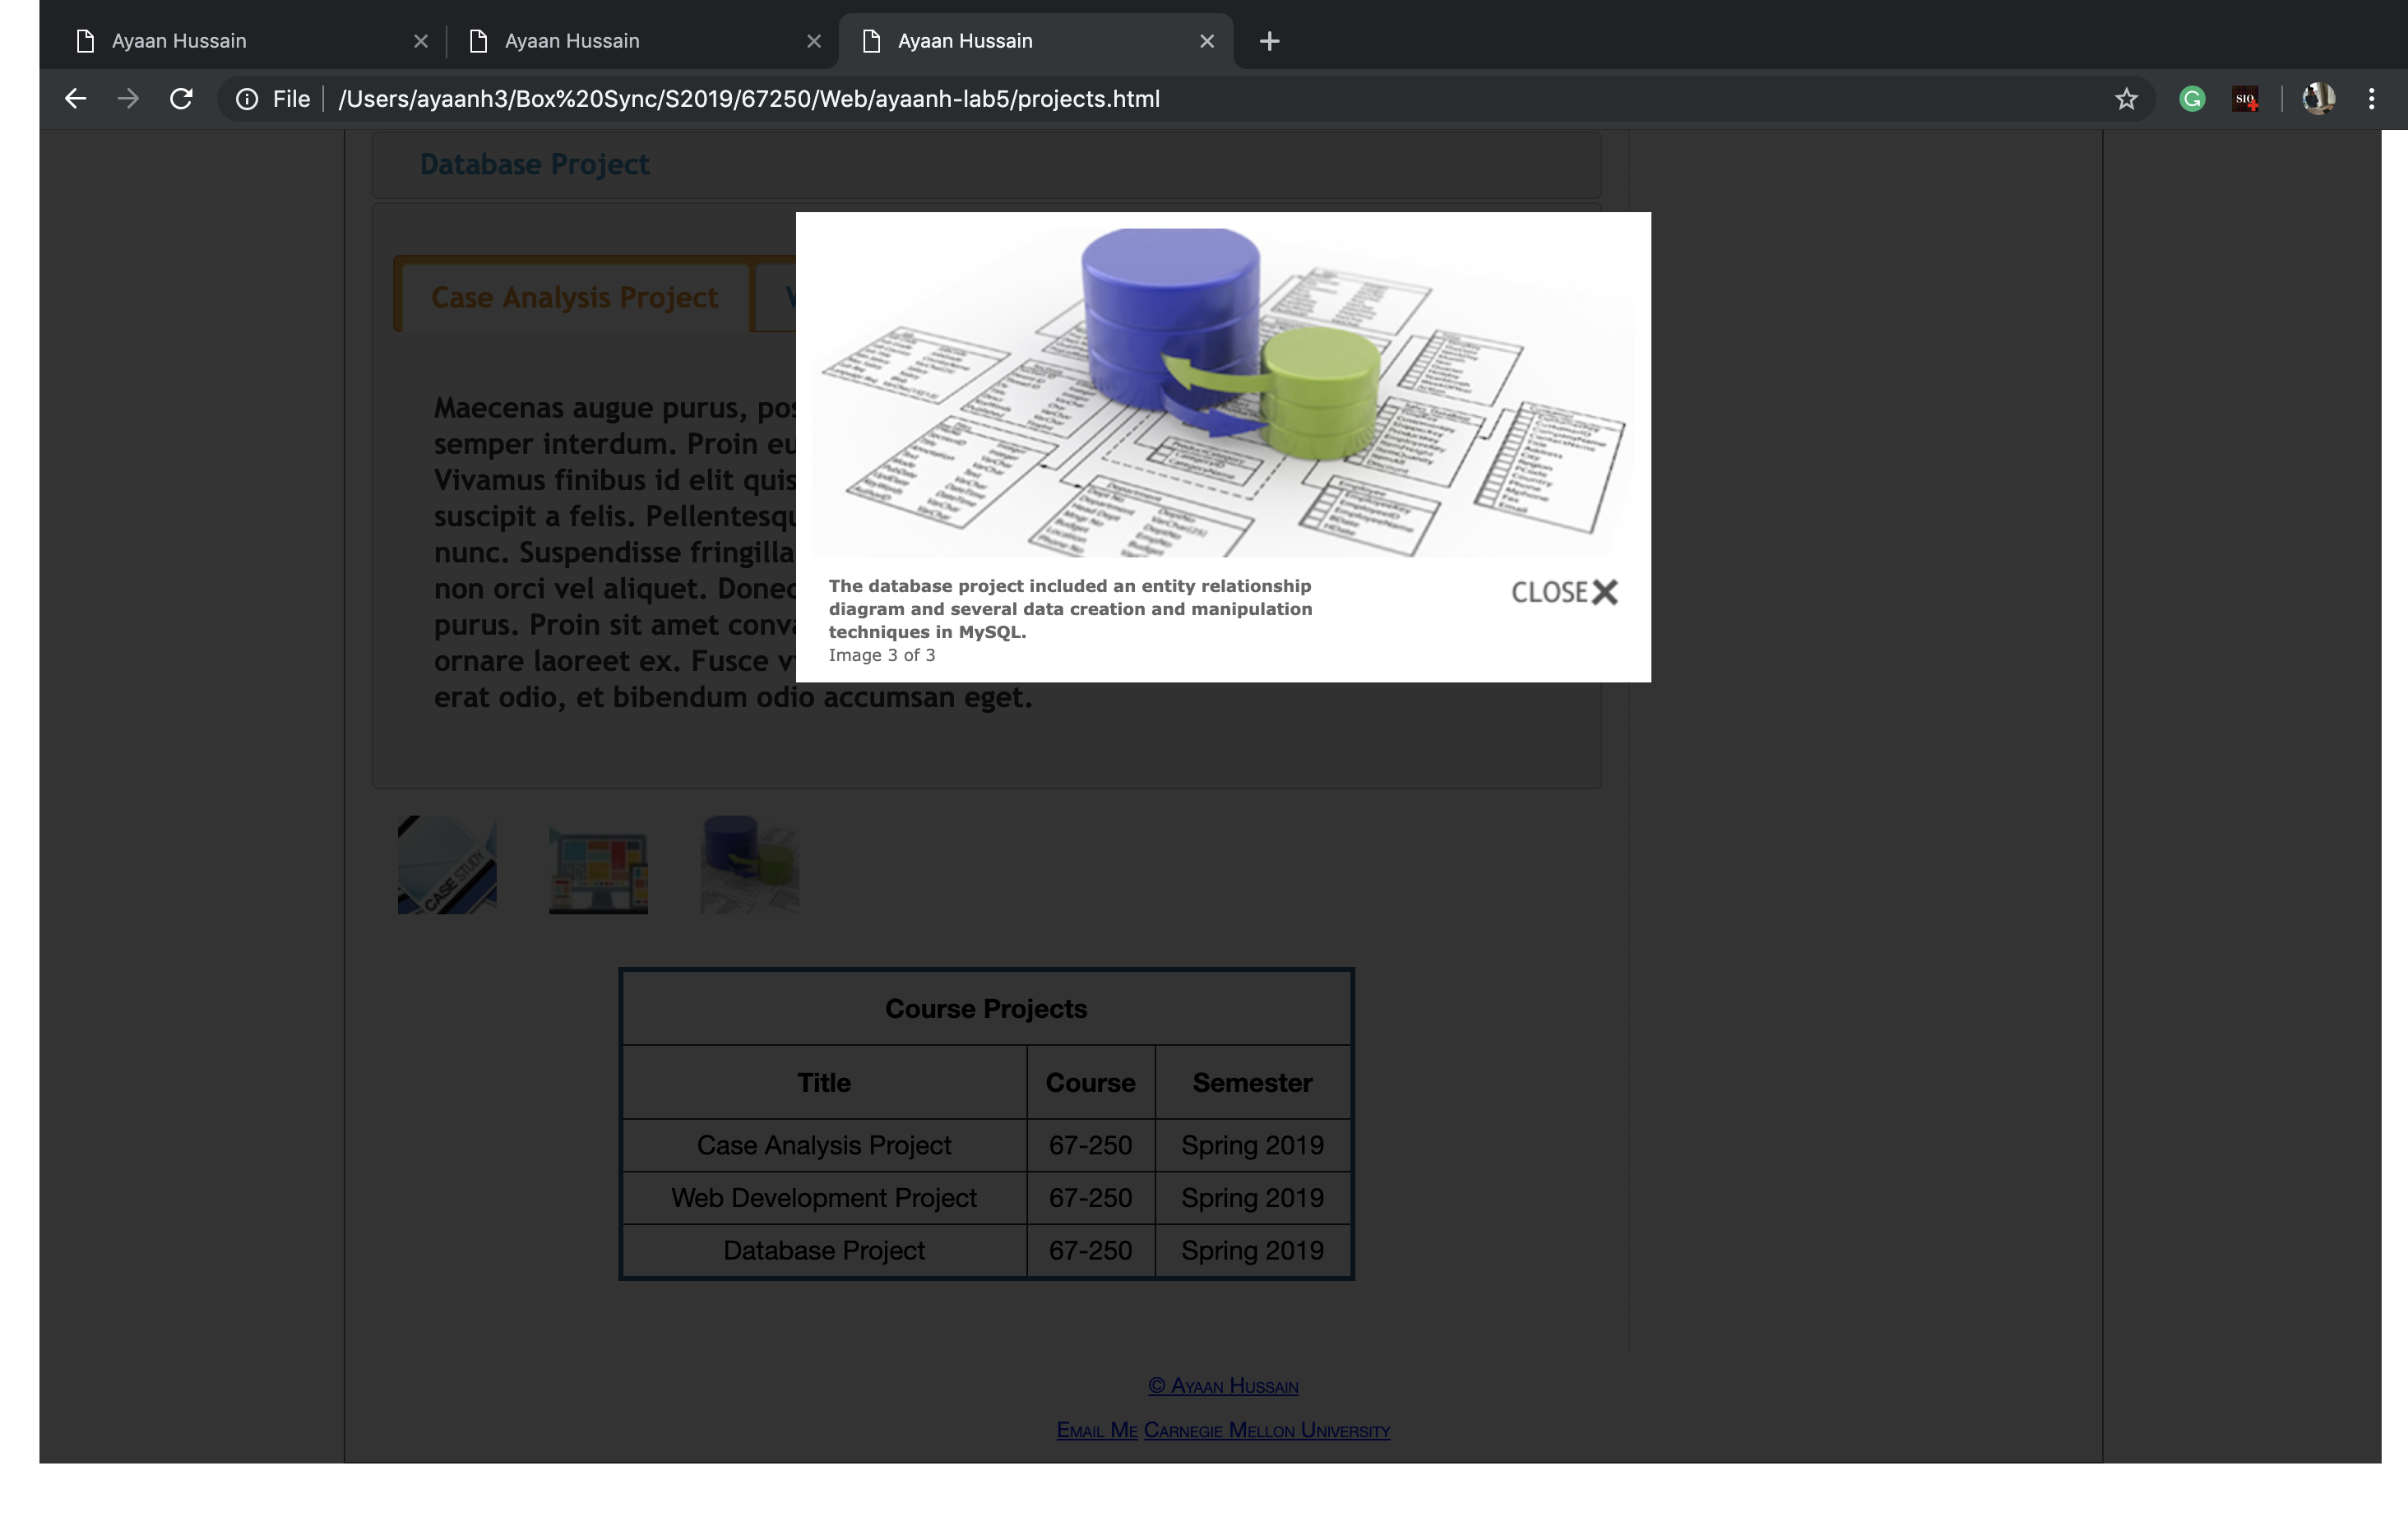 Ayaan Hussain
Ayaan Hussain
Ayaan Hussain
File
/Users/ayaanh3/Box%20Sync/S2019/67250/Web/ayaanh-lab5/projects.html
SIO
Database Project
Case Analysis Project
Maecenas augue purus, pos
semper interdum. Proin eu
Vivamus finibus id elit quis
suscipit a felis. Pellentesqu
nunc. Suspendisse fringilla
non orci vel aliquet. Donec
purus. Proin sit amet conva
ornare laoreet ex. Fusce v
erat odio, et bibendum odio accumsan eget.
Department
Employee
The database project included an entity relationship
diagram and several data creation and manipulation
techniques in MySQL.
Image 3 of 3
CLOSE
CASE STUDY
Course Projects
Title Course Semester
Case Analysis Project 67-250 Spring 2019
Web Development Project 67-250 Spring 2019
Database Project 67-250 Spring 2019
© Ayaan Hussain
Email Me Carnegie Mellon University